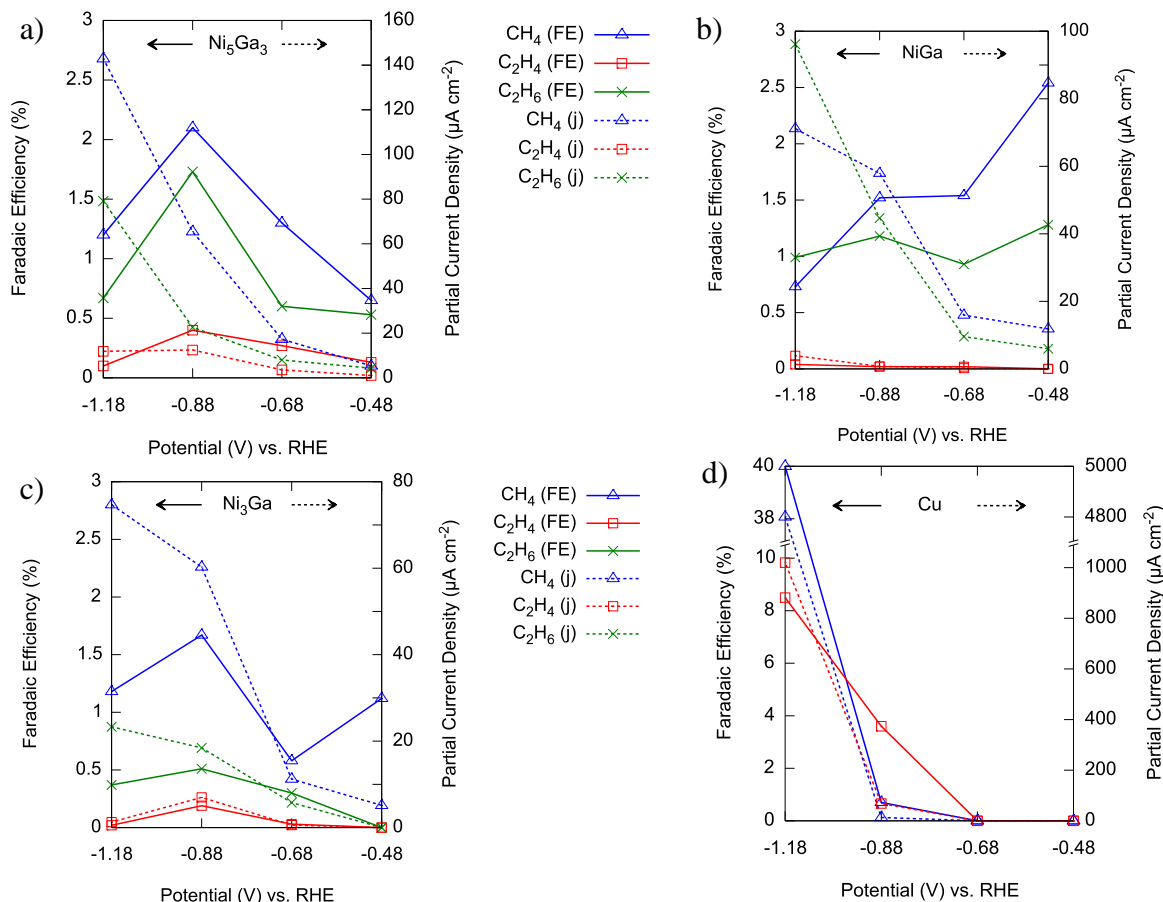 a)
Ni5Ga3
Faradaic Efficiency (%)
3
2.5
2
1.5
1
0.5
0
160
140
120
100
80
60
40
20
0
Partial Current Density (µA cm-2)
-1.18 -0.88 -0.68 -0.48
Potential (V) vs. RHE
CH4 (FE)
C2H4 (FE)
C2H6 (FE)
CH4 (j)
C2H4 (j)
C2H6 (j)
b)
NiGa
Faradaic Efficiency (%)
3
2.5
2
1.5
1
0.5
0
100
80
60
40
20
0
Partial Current Density (µA cm-2)
-1.18 -0.88 -0.68 -0.48
Potential (V) vs. RHE
c)
Ni3Ga
Faradaic Efficiency (%)
3
2.5
2
1.5
1
0.5
0
80
60
40
20
0
Partial Current Density (µA cm-2)
-1.18 -0.88 -0.68 -0.48
Potential (V) vs. RHE
CH4 (FE)
C2H4 (FE)
C2H6 (FE)
CH4 (j)
C2H4 (j)
C2H6 (j)
d)
Cu
Faradaic Efficiency (%)
40
38
10
8
6
4
2
0
5000
4800
1000
800
600
400
200
0
Partial Current Density (µA cm-2)
-1.18 -0.88 -0.68 -0.48
Potential (V) vs. RHE